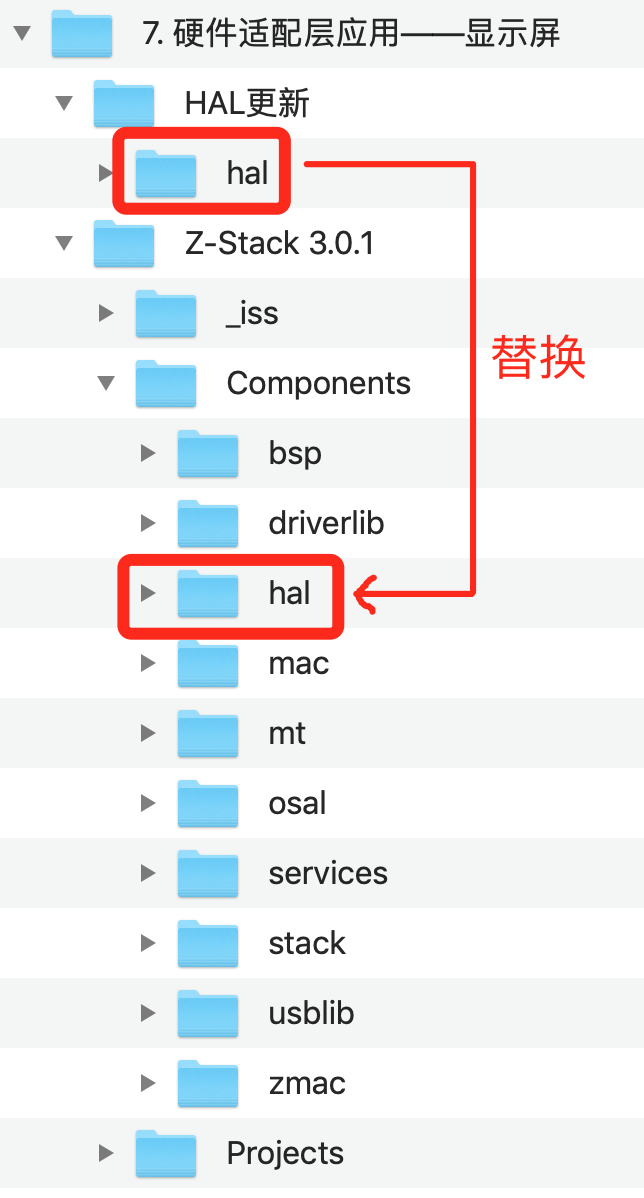 7. 硬件适配层应用——显示屏
HAL更新
hal
Z-Stack 3.0.1
_iss
替换
Components
bsp
driverlib
hal
mac
mt
osal
services
stack
usblib
zmac
Projects